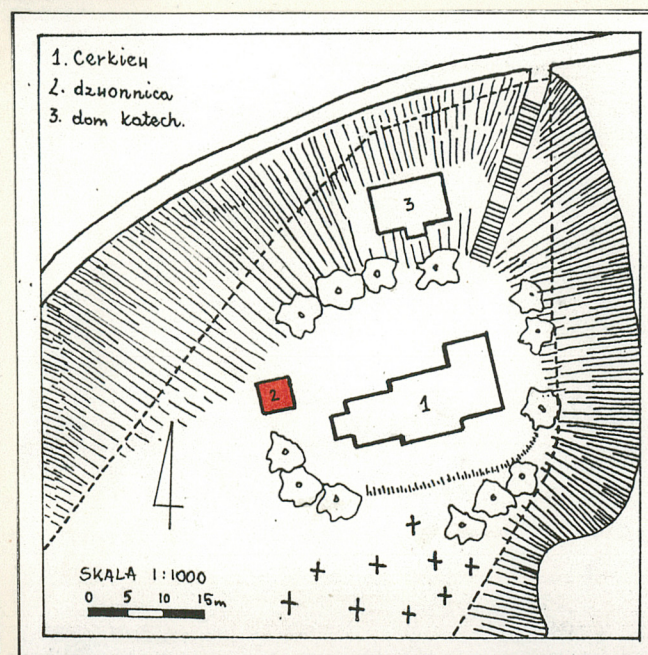 1. Cerkiew
2. dzwonnica
3. dom katech.
3
2
1
SKALA 1:1000
0 5 10 15m